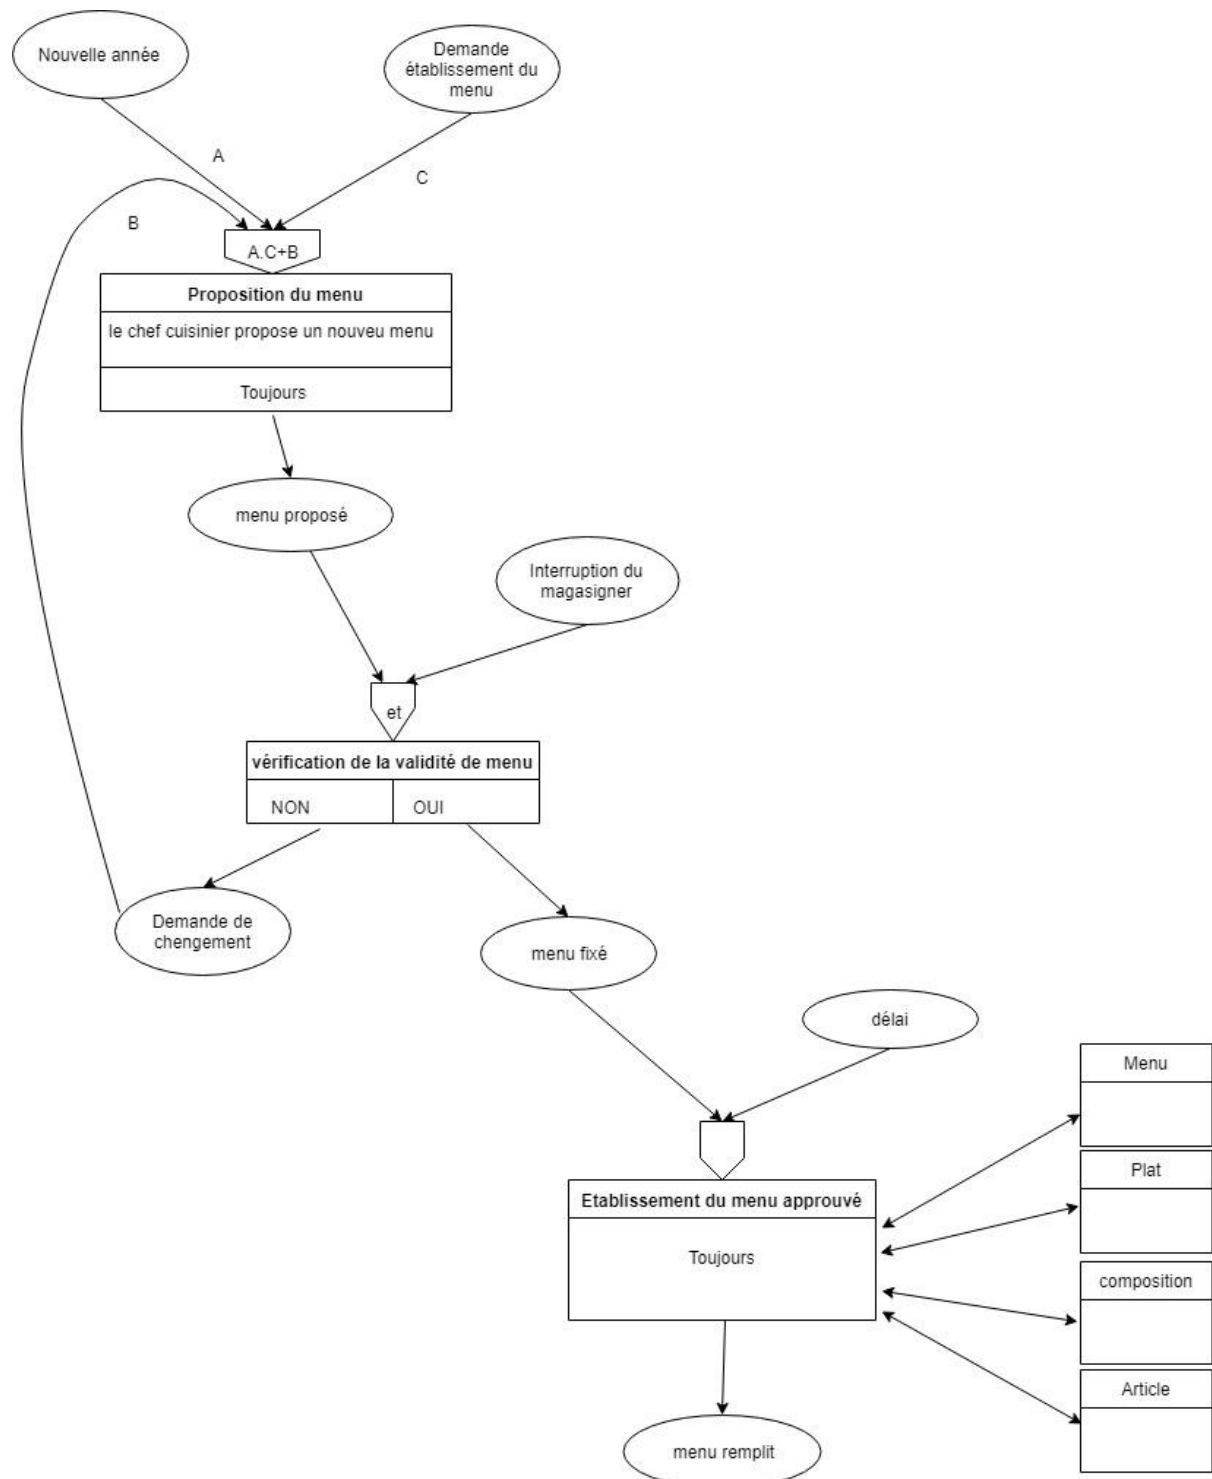 Nouvelle année
Demande
établissement du
menu
A
C
B
A.C+B
Proposition du menu
le chef cuisinier propose un nouveu menu
Toujours
menu proposé
Interruption du
magasigner
et
vérification de la validité de menu
NON
OUI
Demande de
chengement
menu fixé
délai
Menu
Plat
Etablissement du menu approuvé
Toujours
composition
Article
menu remplit